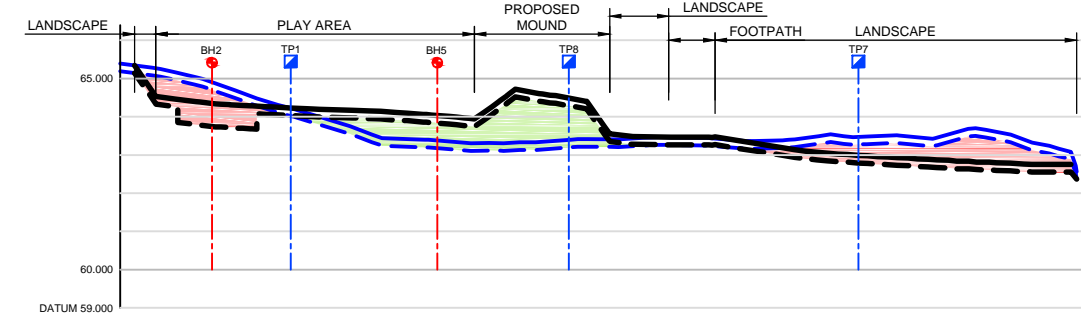 LANDSCAPE
PLAY AREA
PROPOSED
MOUND
LANDSCAPE
FOOTPATH
LANDSCAPE
BH2
TP1
BH5
TP8
TP7
65.000
60.000
DATUM 59.000